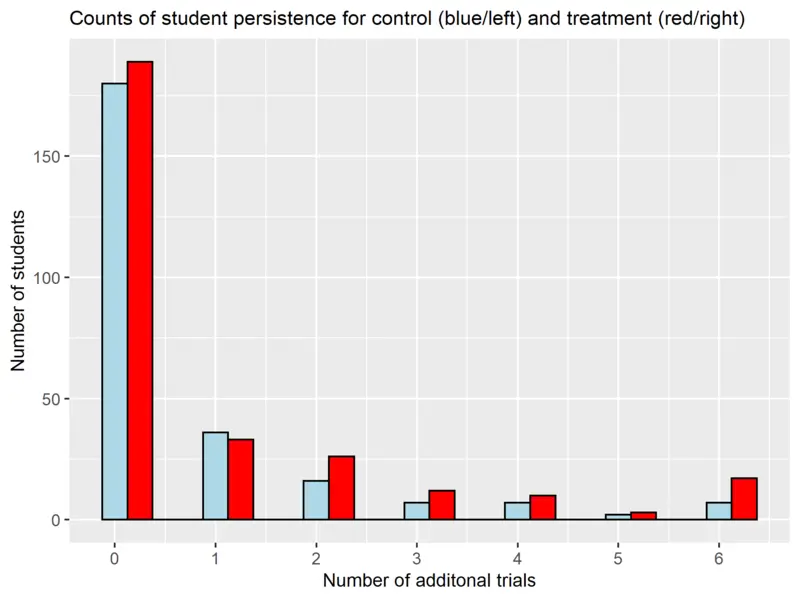 Counts of student persistence for control (blue/left) and treatment (red/right)
Number of students
150
100
50
0
0 1 2 3 4 5 6
Number of additonal trials